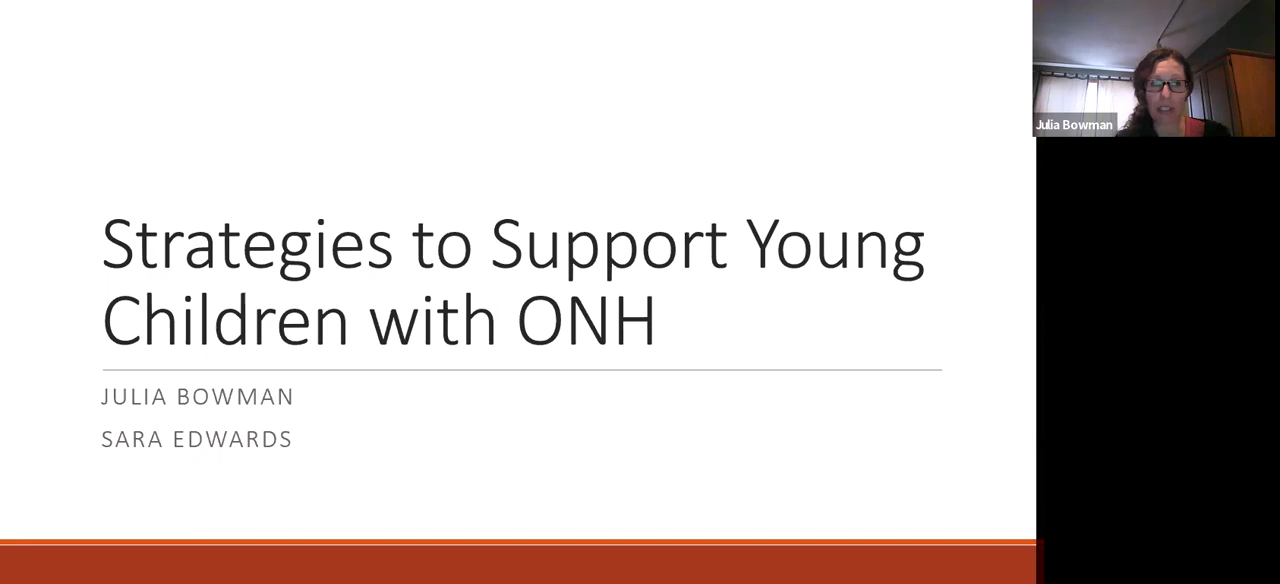 Strategies to Support Young
Children with ONH
JULIA BOWMAN
SARA EDWARDS
Julia Bowman